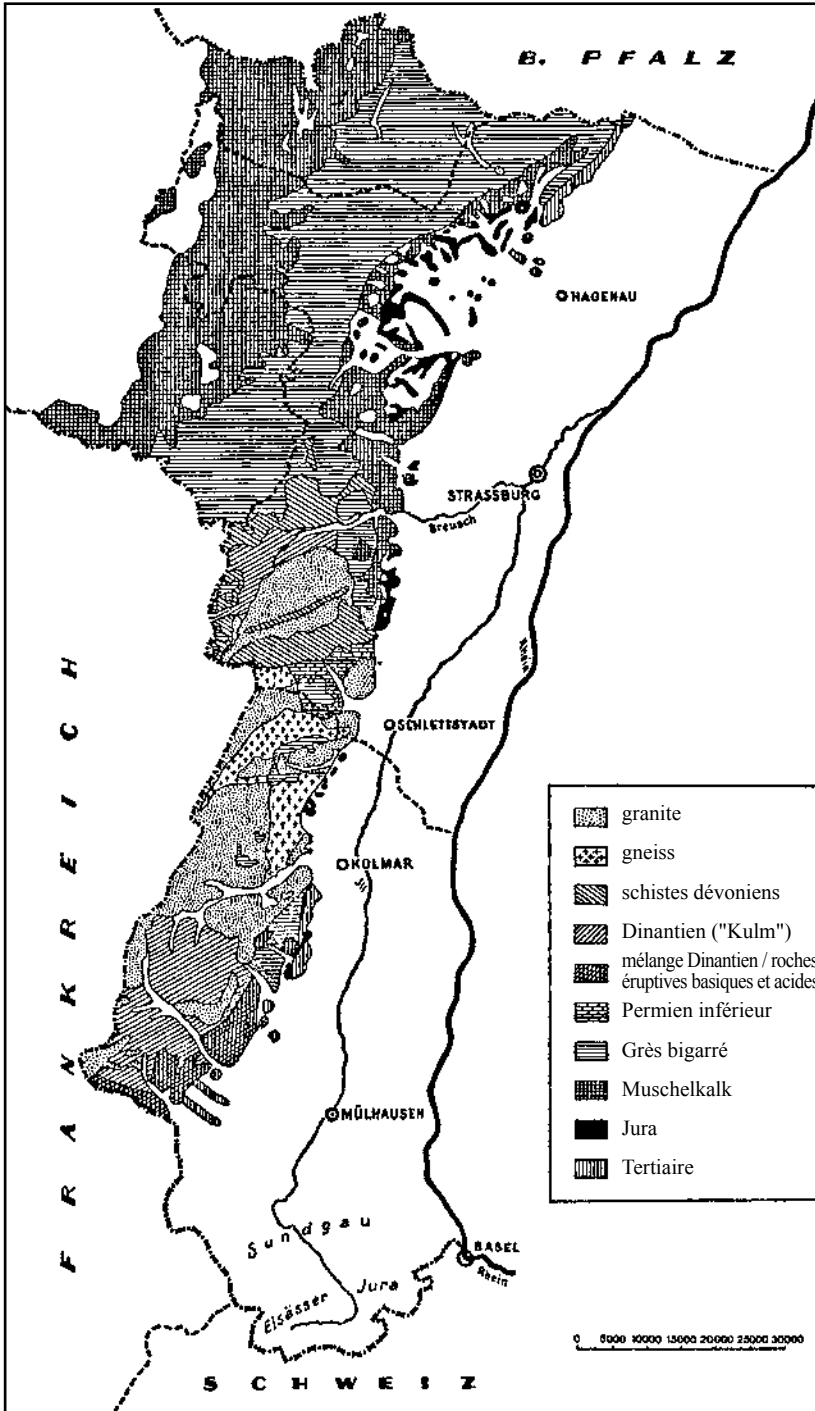 B. PFALZ
HAGENAU
STRASSBURG
Breusch
Rhein
FRANKREICH
SCHLETTSTADT
KOLMAR
Ill
granite
gneiss
schistes dévoniens
Dinantien ("Kulm")
mélange Dinantien / roches
éruptives basiques et acides
Permien inférieur
Grès bigarré
Muschelkalk
Jura
Tertiaire
MÜLHAUSEN
Sundgau
BASEL
Rhein
Elsässer Jura
0 5000 10000 15000 20000 25000 30000
SCHWEIZ